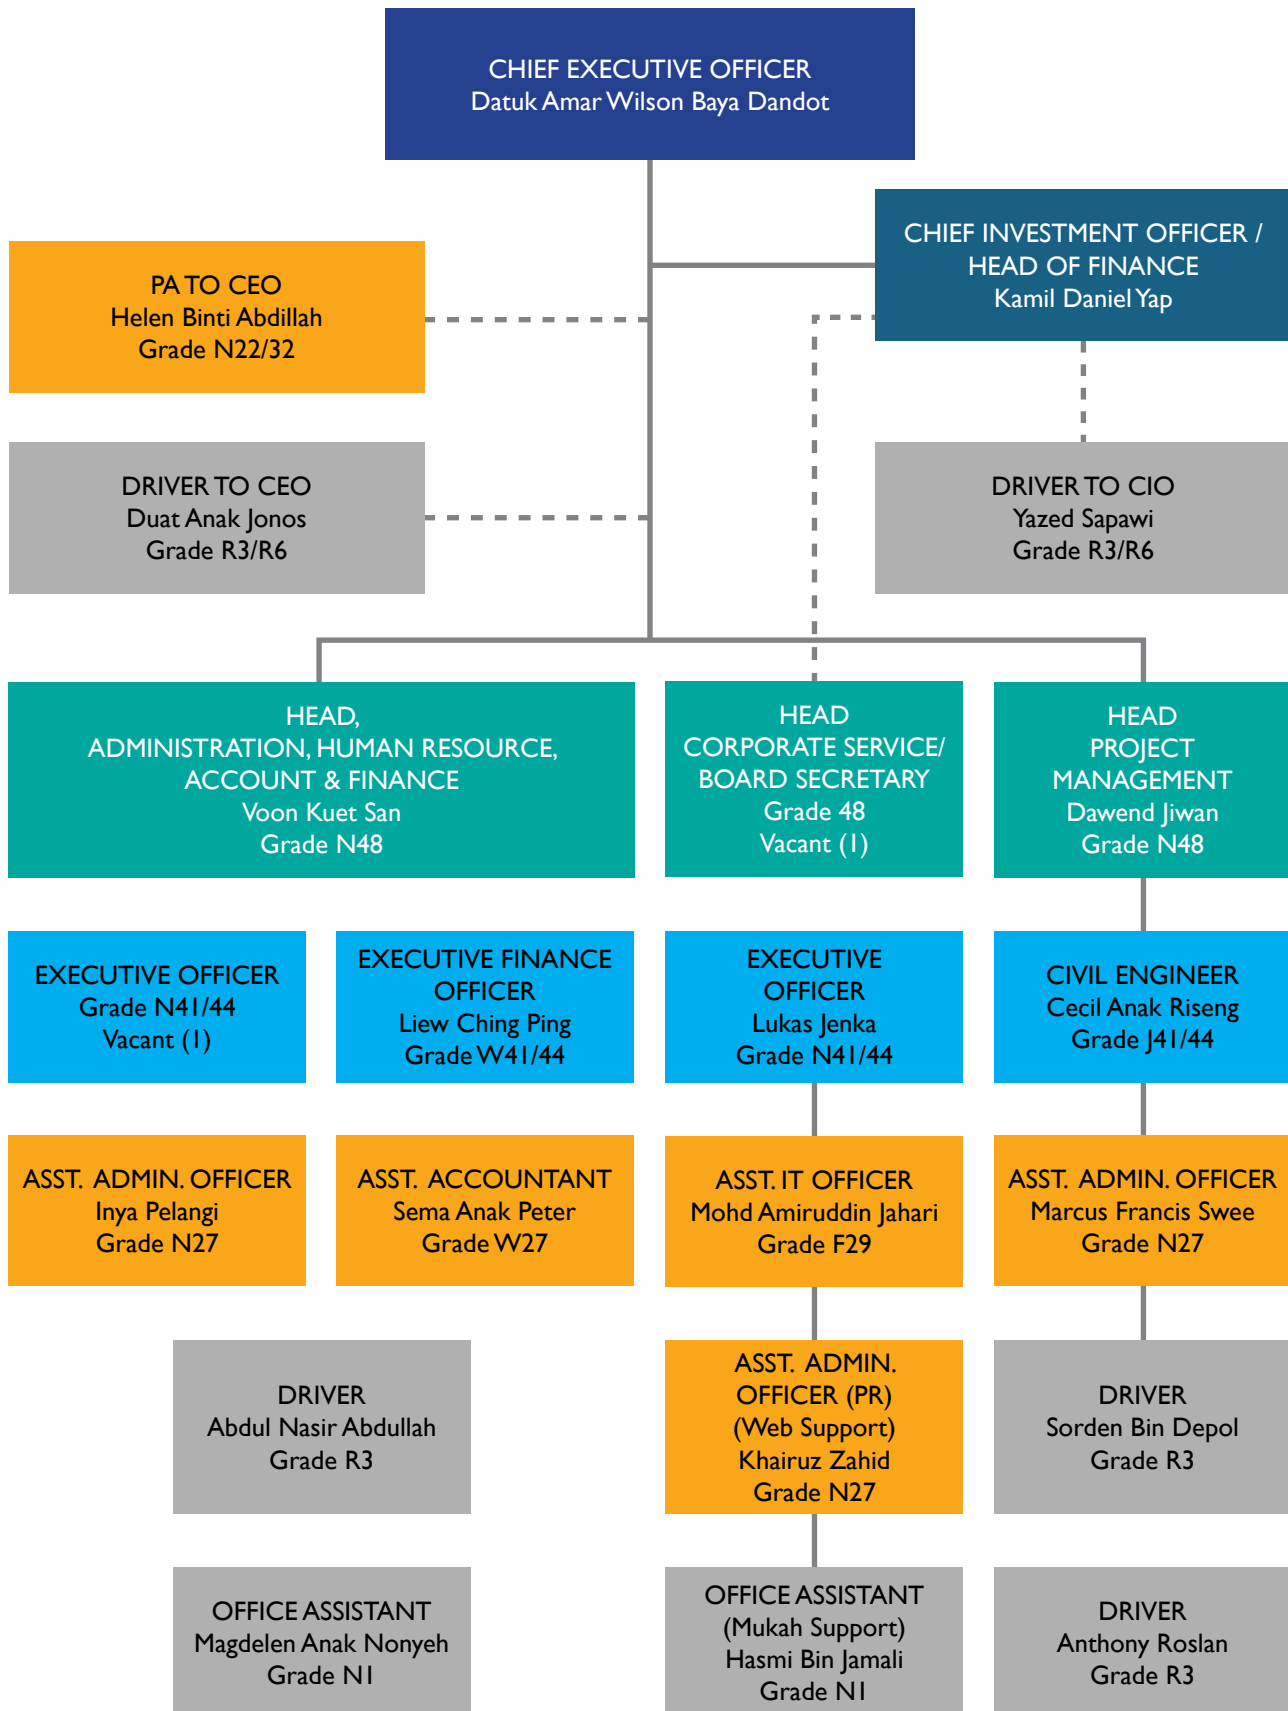 CHIEF EXECUTIVE OFFICER
Datuk Amar Wilson Baya Dandot
CHIEF INVESTMENT OFFICER /
HEAD OF FINANCE
Kamil Daniel Yap
PA TO CEO
Helen Binti Abdillah
Grade N22/32
DRIVER TO CEO
Duat Anak Jonos
Grade R3/R6
DRIVER TO CIO
Yazed Sapawi
Grade R3/R6
HEAD,
ADMINISTRATION, HUMAN RESOURCE,
ACCOUNT & FINANCE
Voon Kuet San
Grade N48
HEAD
CORPORATE SERVICE/
BOARD SECRETARY
Grade 48
Vacant (1)
HEAD
PROJECT
MANAGEMENT
Dawend Jiwan
Grade N48
EXECUTIVE OFFICER
Grade N41/44
Vacant (1)
EXECUTIVE FINANCE
OFFICER
Liew Ching Ping
Grade W41/44
EXECUTIVE
OFFICER
Lukas Jenka
Grade N41/44
CIVIL ENGINEER
Cecil Anak Riseng
Grade J41/44
ASST. ADMIN. OFFICER
Inya Pelangi
Grade N27
ASST. ACCOUNTANT
Sema Anak Peter
Grade W27
ASST. IT OFFICER
Mohd Amiruddin Jahari
Grade F29
ASST. ADMIN. OFFICER
Marcus Francis Swee
Grade N27
DRIVER
Abdul Nasir Abdullah
Grade R3
ASST. ADMIN.
OFFICER (PR)
(Web Support)
Khairuz Zahid
Grade N27
DRIVER
Sorden Bin Depol
Grade R3
OFFICE ASSISTANT
Magdelen Anak Nonyeh
Grade N1
OFFICE ASSISTANT
(Mukah Support)
Hasmi Bin Jamali
Grade N1
DRIVER
Anthony Roslan
Grade R3